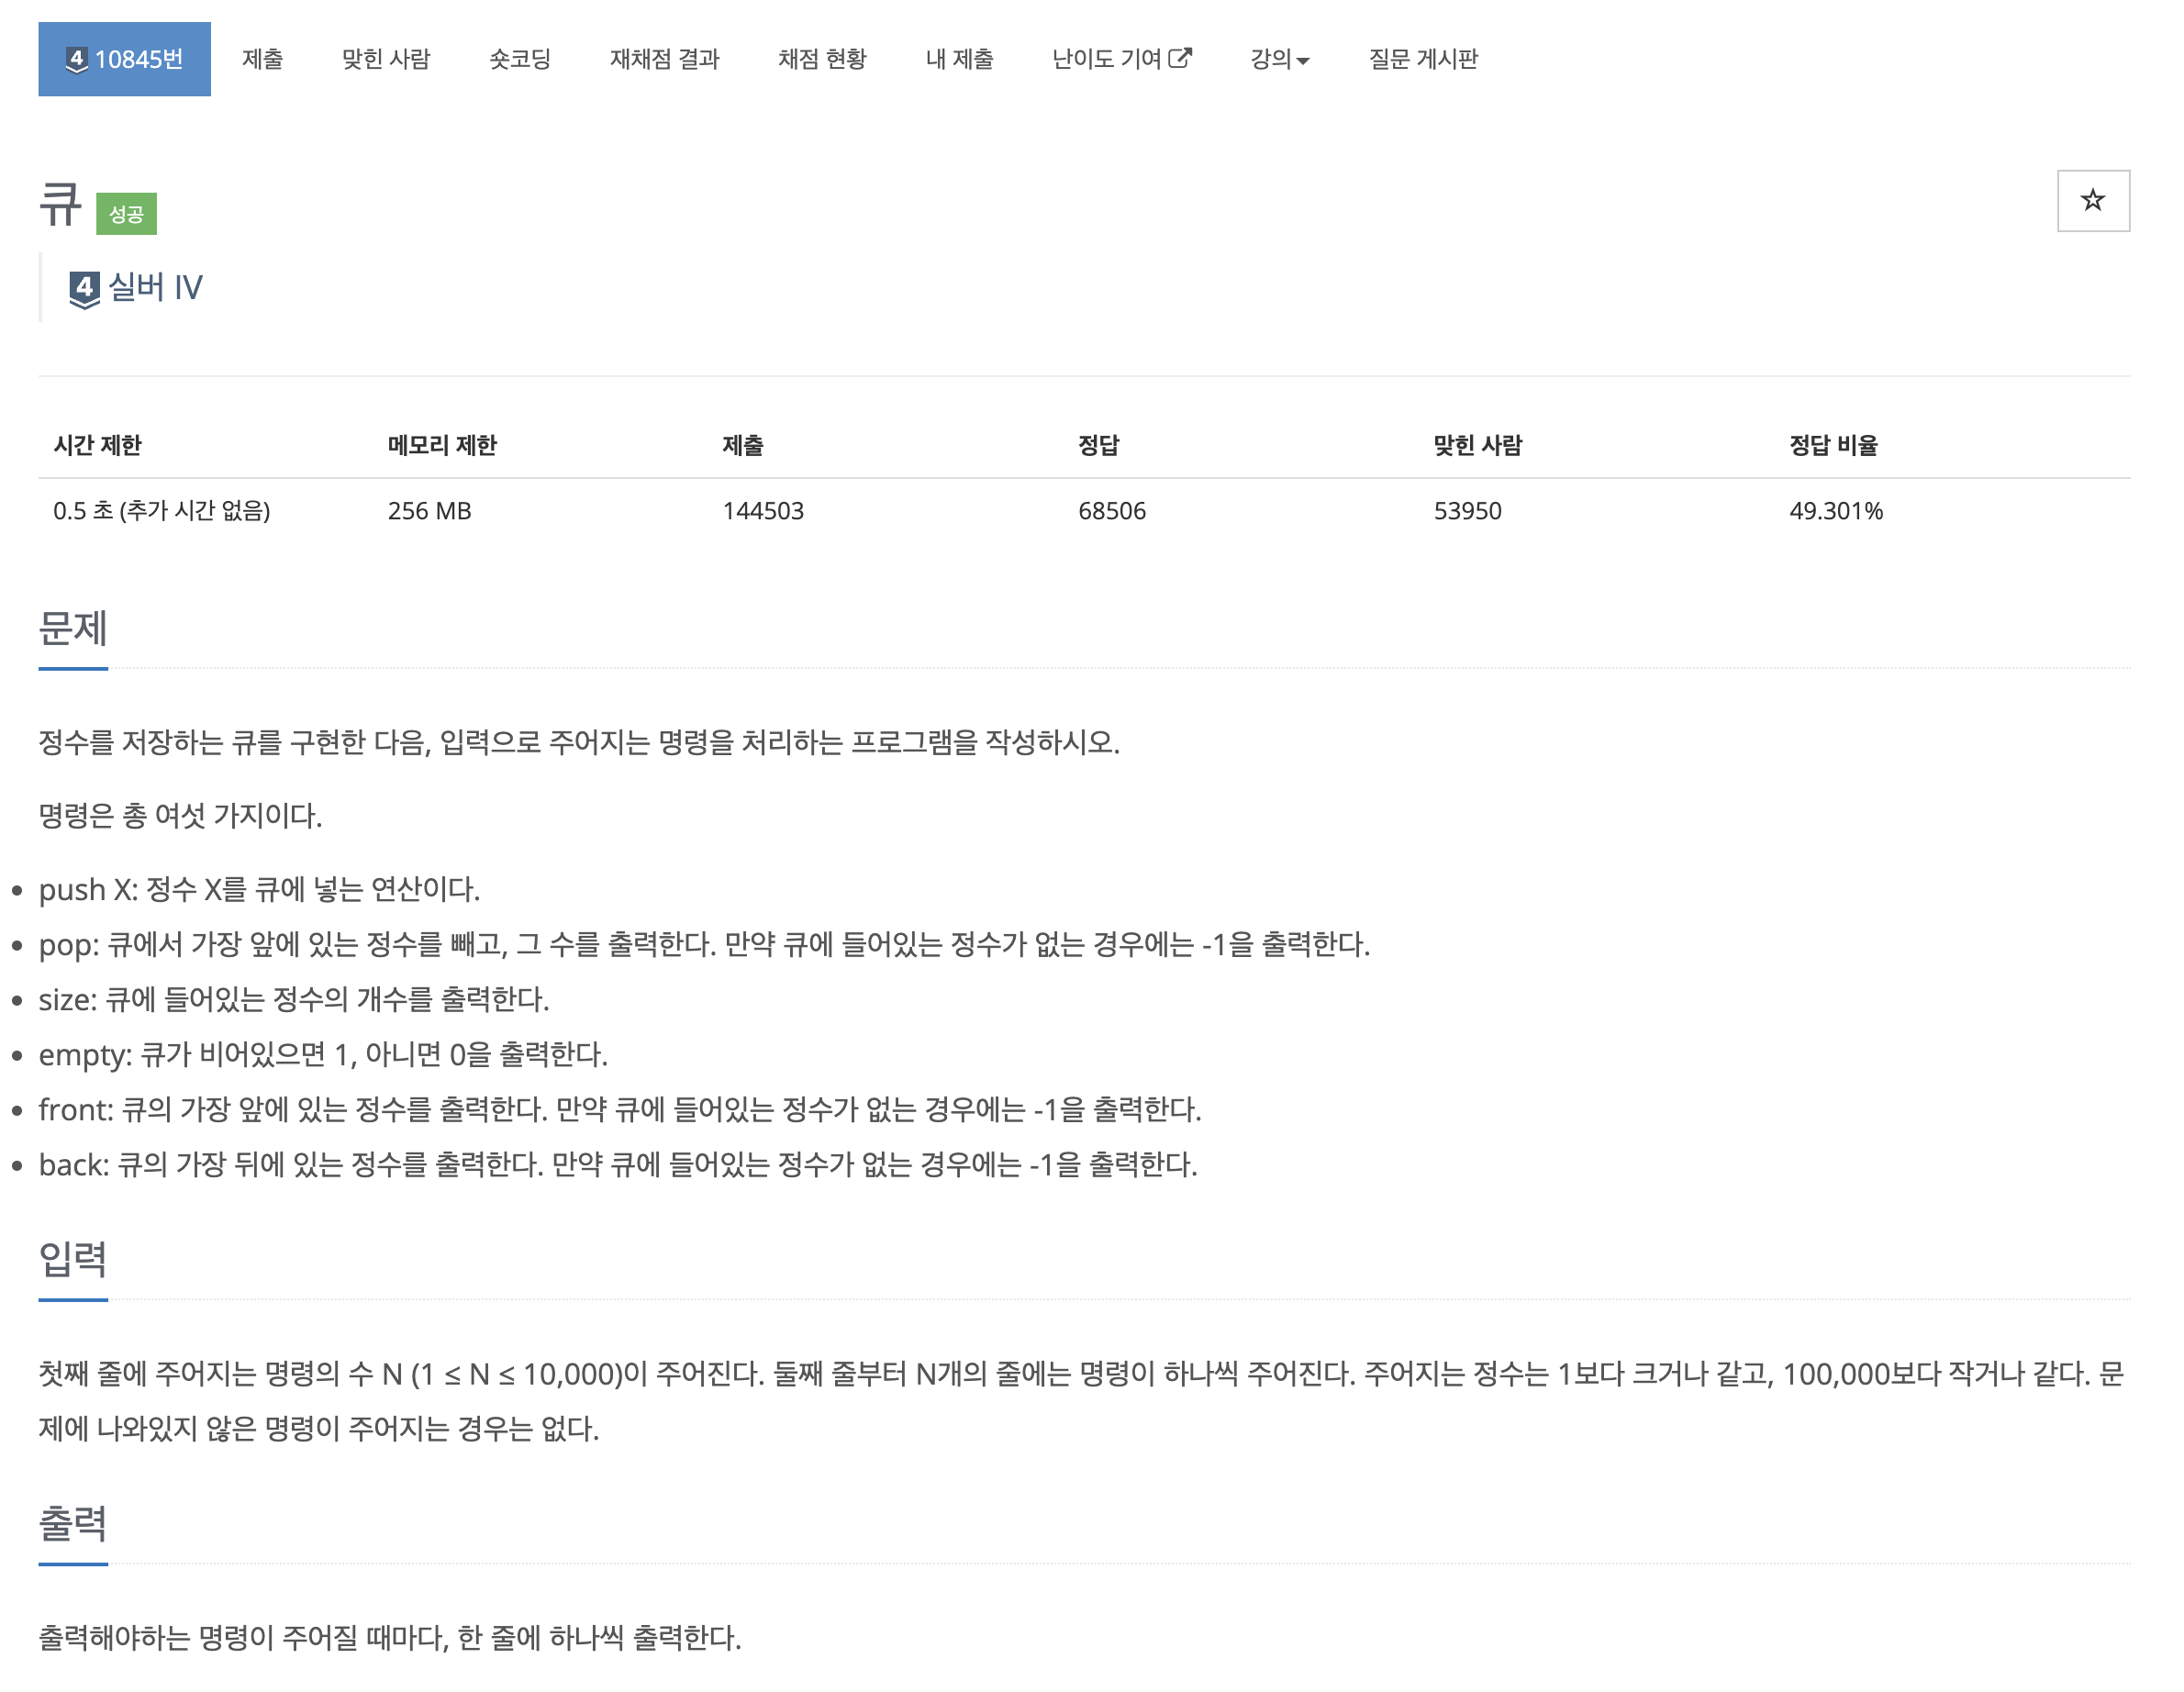 4 10845번 제출 맞힌 사람 숏코딩 재채점 결과 채점 현황 내 제출 난이도 기여 강의 질문 게시판
큐 성공
4 실버 IV
시간 제한 메모리 제한 제출 정답 맞힌 사람 정답 비율
0.5 초 (추가 시간 없음) 256 MB 144503 68506 53950 49.301%
문제
정수를 저장하는 큐를 구현한 다음, 입력으로 주어지는 명령을 처리하는 프로그램을 작성하시오.
명령은 총 여섯 가지이다.
• push X: 정수 X를 큐에 넣는 연산이다.
• pop: 큐에서 가장 앞에 있는 정수를 빼고, 그 수를 출력한다. 만약 큐에 들어있는 정수가 없는 경우에는 -1을 출력한다.
• size: 큐에 들어있는 정수의 개수를 출력한다.
• empty: 큐가 비어있으면 1, 아니면 0을 출력한다.
• front: 큐의 가장 앞에 있는 정수를 출력한다. 만약 큐에 들어있는 정수가 없는 경우에는 -1을 출력한다.
• back: 큐의 가장 뒤에 있는 정수를 출력한다. 만약 큐에 들어있는 정수가 없는 경우에는 -1을 출력한다.
입력
첫째 줄에 주어지는 명령의 수 N (1 ≤ N ≤ 10,000)이 주어진다. 둘째 줄부터 N개의 줄에는 명령이 하나씩 주어진다. 주어지는 정수는 1보다 크거나 같고, 100,000보다 작거나 같다. 문
제에 나와있지 않은 명령이 주어지는 경우는 없다.
출력
출력해야하는 명령이 주어질 때마다, 한 줄에 하나씩 출력한다.